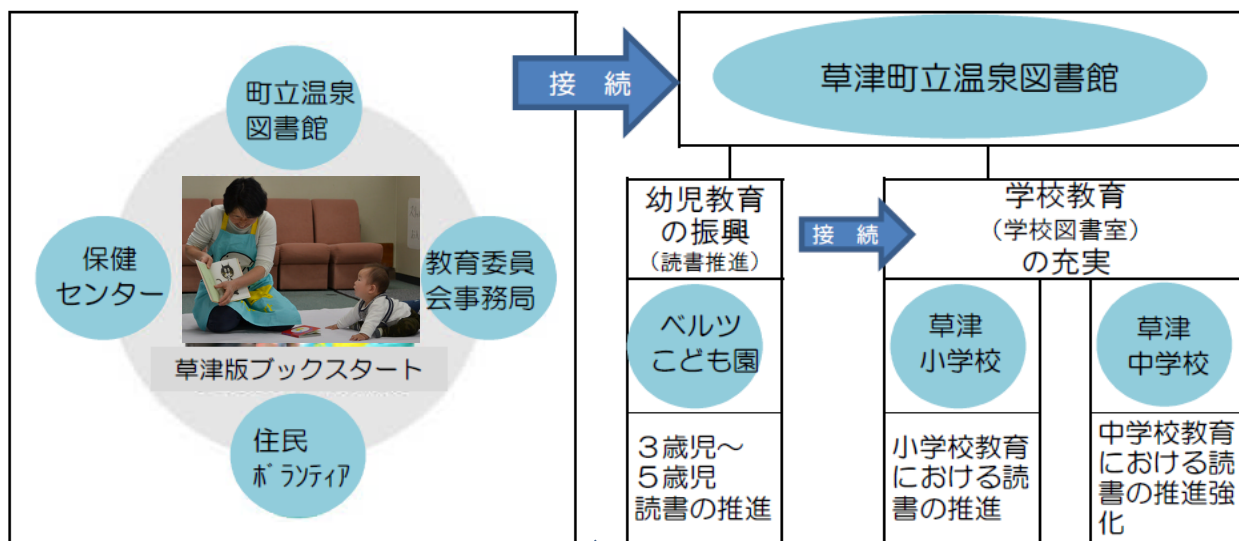 町立温泉
図書館
保健
センター
教育委員
会事務局
草津版ブックスタート
住民
ﾎﾞﾗﾝﾃｨｱ
接　続
草津町立温泉図書館
幼児教育
の振興
（読書推進）
接　続
学校教育
（学校図書室）
の充実
ベルツ
こども園
草津
小学校
草津
中学校
３歳児～
５歳児
読書の推進
小学校教育
における読
書の推進
中学校教育
における読
書の推進強
化